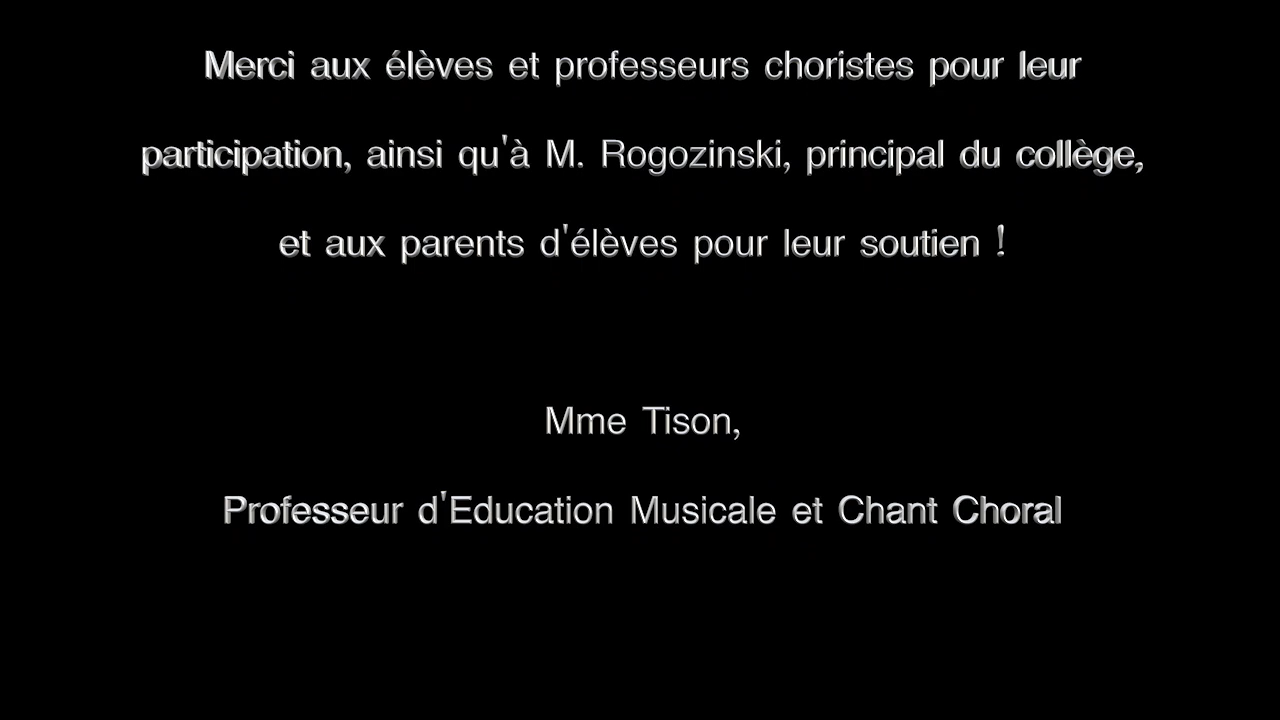 Merci aux élèves et professeurs choristes pour leur
participation, ainsi qu'à M. Rogozinski, principal du collège,
et aux parents d'élèves pour leur soutien !
Mme Tison,
Professeur d'Education Musicale et Chant Choral